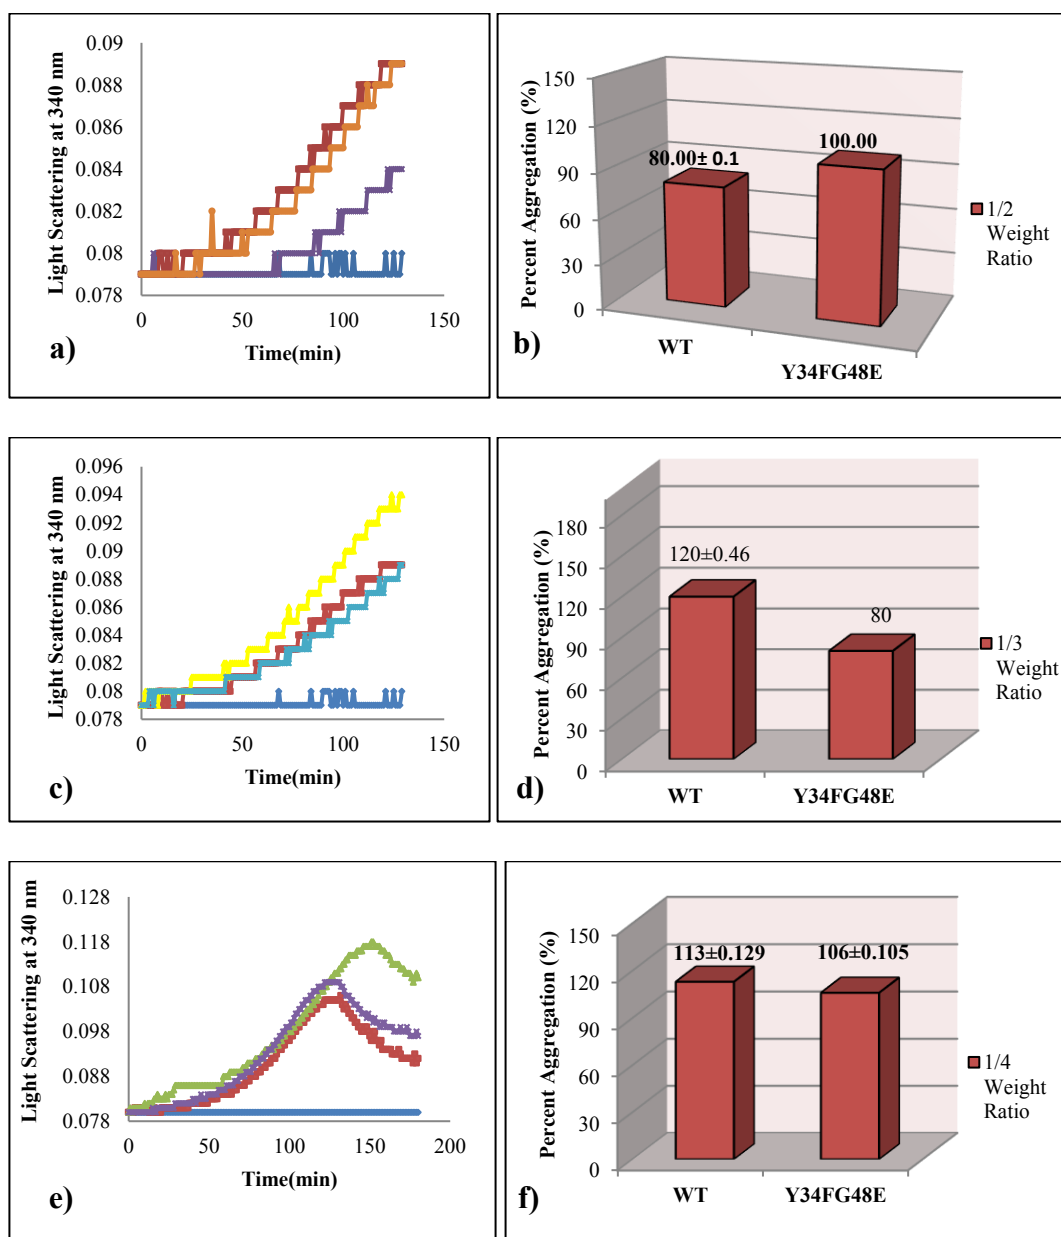 Light Scattering at 340 nm
0.09
0.088
0.086
0.084
0.082
0.08
0.078
0
50
100
150
Time(min)
a)
Percent Aggregation (%)
150
120
90
60
30
0
80.00± 0.1
100.00
WT
Y34FG48E
1/2
Weight
Ratio
b)
Light Scattering at 340 nm
0.096
0.094
0.092
0.09
0.088
0.086
0.084
0.082
0.08
0.078
0
50
100
150
Time(min)
c)
Percent Aggregation (%)
180
150
120
90
60
30
0
120±0.46
80
WT
Y34FG48E
1/3
Weight
Ratio
d)
Light Scattering at 340 nm
0.128
0.118
0.108
0.098
0.088
0.078
0
50
100
150
200
Time(min)
e)
Percent Aggregation (%)
150
120
90
60
30
0
113±0.129
106±0.105
WT
Y34FG48E
1/4
Weight
Ratio
f)